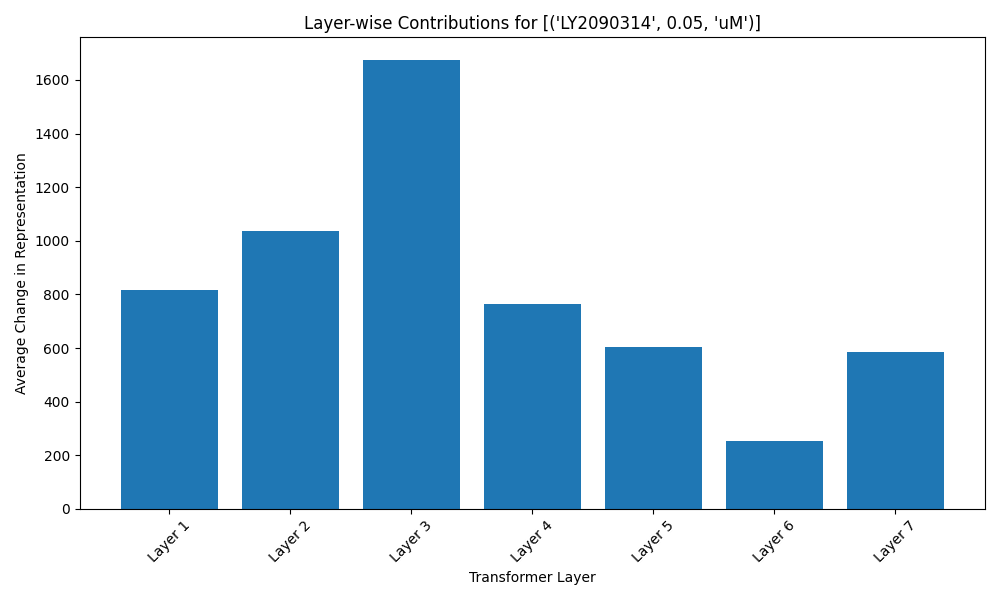 Layer-wise Contributions for [('LY2090314', 0.05, 'uM')]
Average Change in Representation
1600
1400
1200
1000
800
600
400
200
0
Layer 1
Layer 2
Layer 3
Layer 4
Layer 5
Layer 6
Layer 7
Transformer Layer